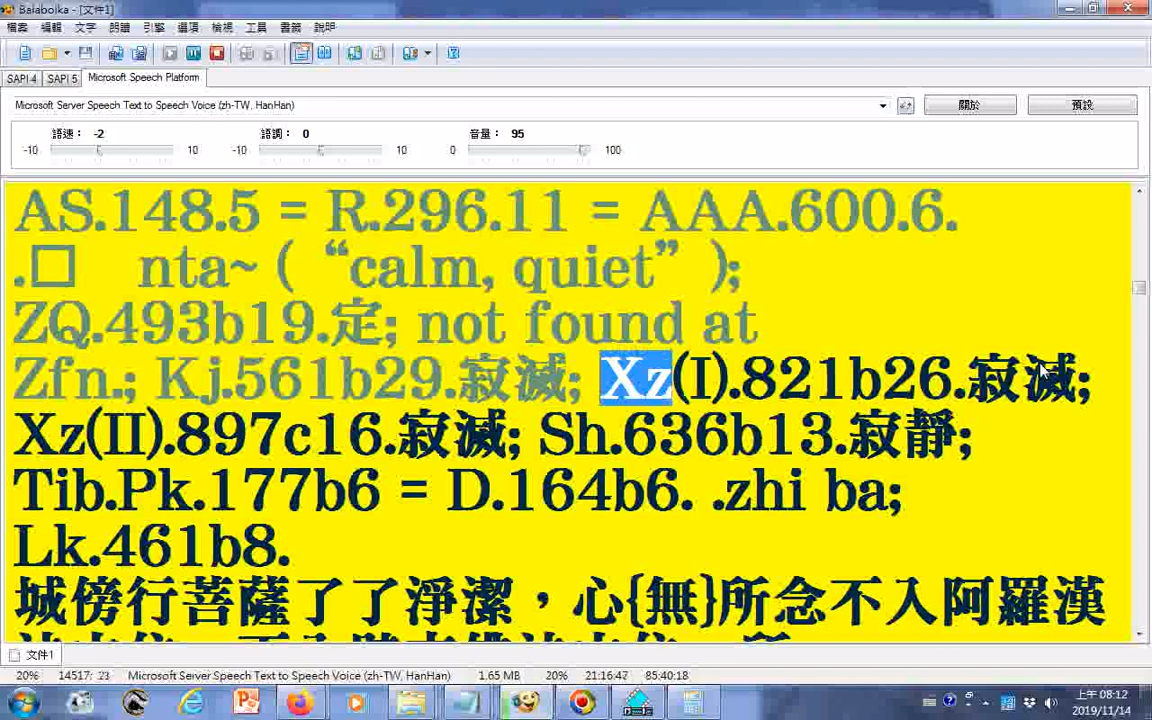 Balabolka - [文件1]
檔案 編輯 文字 朗讀 引擎 選項 檢視 工具 書籤 說明
SAPI 4 SAPI 5 Microsoft Speech Platform
Microsoft Server Speech Text to Speech Voice (zh-TW, HanHan) 關於 預設
語速： -2 語調： 0 音量： 95
-10 10 -10 10 0 100
AS.148.5 = R.296.11 = AAA.600.6.
.□ nta~ ( “calm, quiet” );
ZQ.493b19.定; not found at
Zfn.; Kj.561b29.寂滅; Xz(I).821b26.寂滅;
Xz(II).897c16.寂滅; Sh.636b13.寂靜;
Tib.Pk.177b6 = D.164b6. .zhi ba;
Lk.461b8.
城傍行菩薩了了淨潔，心{無}所念不入阿羅漢
文件1
20% 14517: 23 Microsoft Server Speech Text to Speech Voice (zh-TW, HanHan) 1.65 MB 20% 21:16:47 85:40:18
上午 08:12
2019/11/14